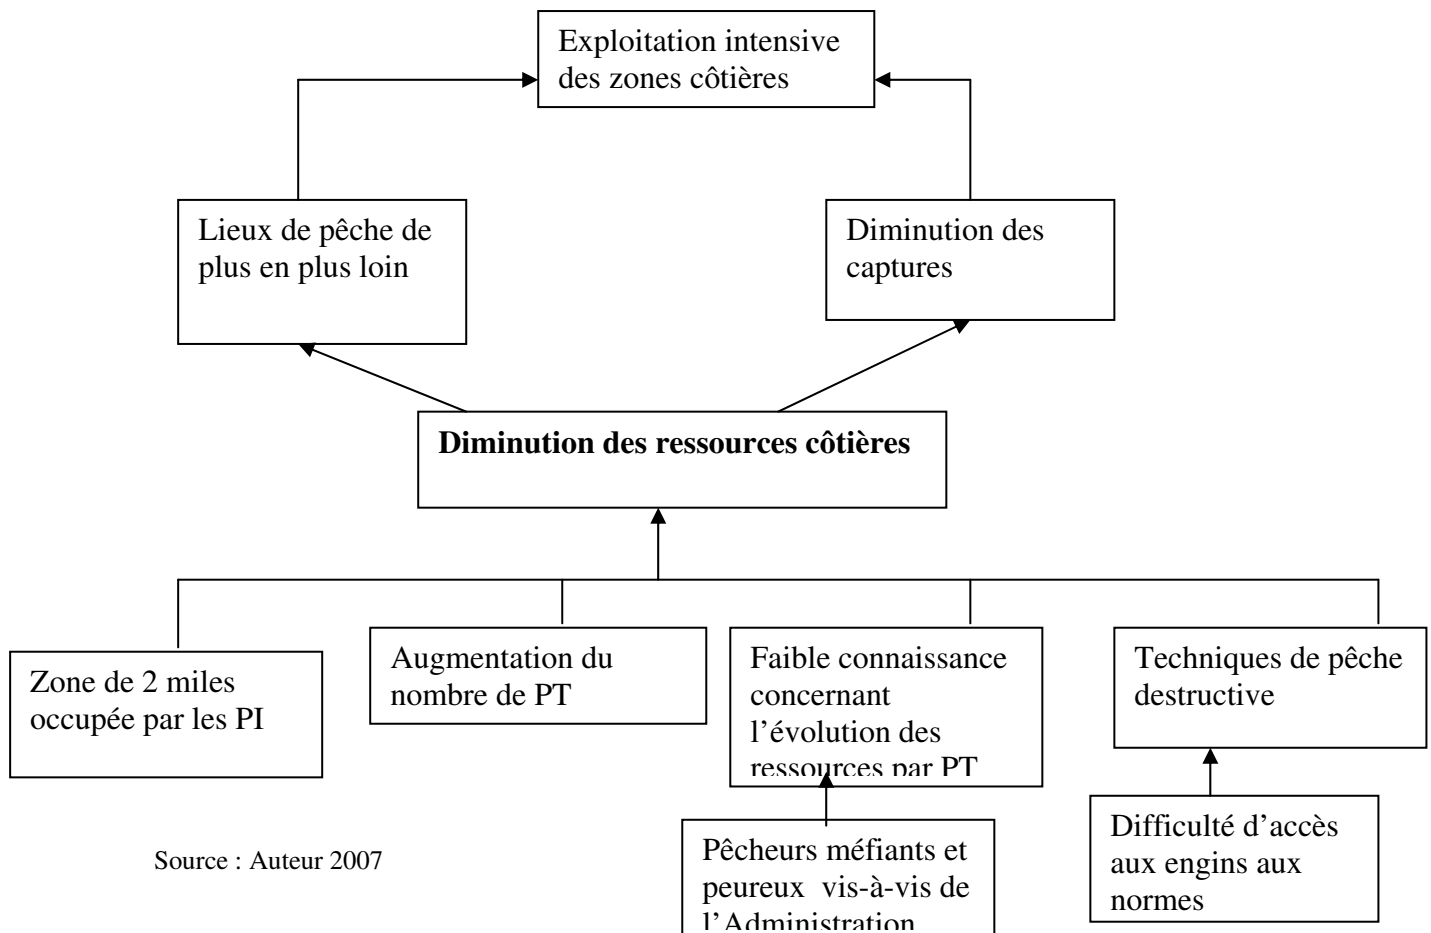 Exploitation intensive
des zones côtières
Lieux de pêche de
plus en plus loin
Diminution des
captures
Diminution des ressources côtières
Zone de 2 miles
occupée par les PI
Augmentation du
nombre de PT
Faible connaissance
concernant
l’évolution des
ressources par PT
Techniques de pêche
destructive
Pêcheurs méfiants et
peureux  vis-à-vis de
l’Administration
Difficulté d’accès
aux engins aux
normes
Source : Auteur 2007